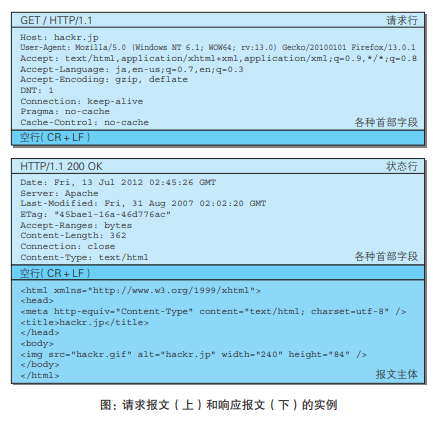 GET / HTTP/1.1 请求行
Host: hackr.jp
User-Agent: Mozilla/5.0 (Windows NT 6.1; WOW64; rv:13.0) Gecko/20100101 Firefox/13.0.1
Accept: text/html,application/xhtml+xml,application/xml;q=0.9,*/*;q=0.8
Accept-Language: ja,en-us;q=0.7,en;q=0.3
Accept-Encoding: gzip, deflate
DNT: 1
Connection: keep-alive
Pragma: no-cache
Cache-Control: no-cache 各种首部字段
空行(CR+LF)
HTTP/1.1 200 OK 状态行
Date: Fri, 13 Jul 2012 02:45:26 GMT
Server: Apache
Last-Modified: Fri, 31 Aug 2007 02:02:20 GMT
ETag: "45bae1-16a-46d776ac"
Accept-Ranges: bytes
Content-Length: 362
Connection: close
Content-Type: text/html 各种首部字段
空行(CR+LF)
<html xmlns="http://www.w3.org/1999/xhtml">
<head>
<meta http-equiv="Content-Type" content="text/html; charset=utf-8" />
<title>hackr.jp</title>
</head>
<body>
<img src="hackr.gif" alt="hackr.jp" width="240" height="84" />
</body>
</html> 报文主体
图：请求报文（上）和响应报文（下）的实例